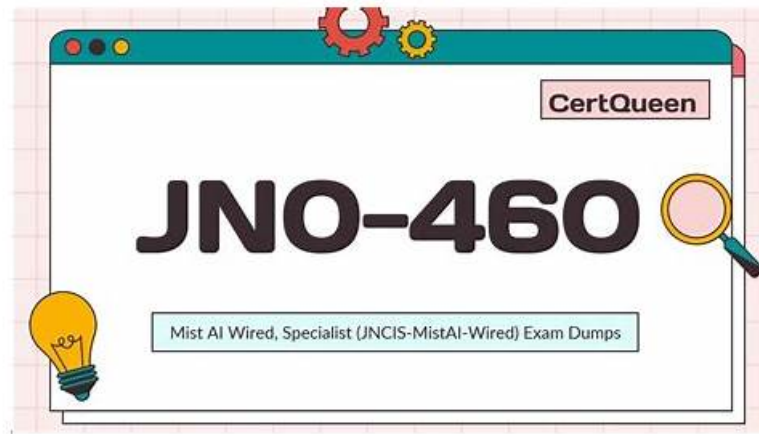 CertQueen
JN0-460
Mist AI Wired, Specialist (JNCIS-MistAI-Wired) Exam Dumps